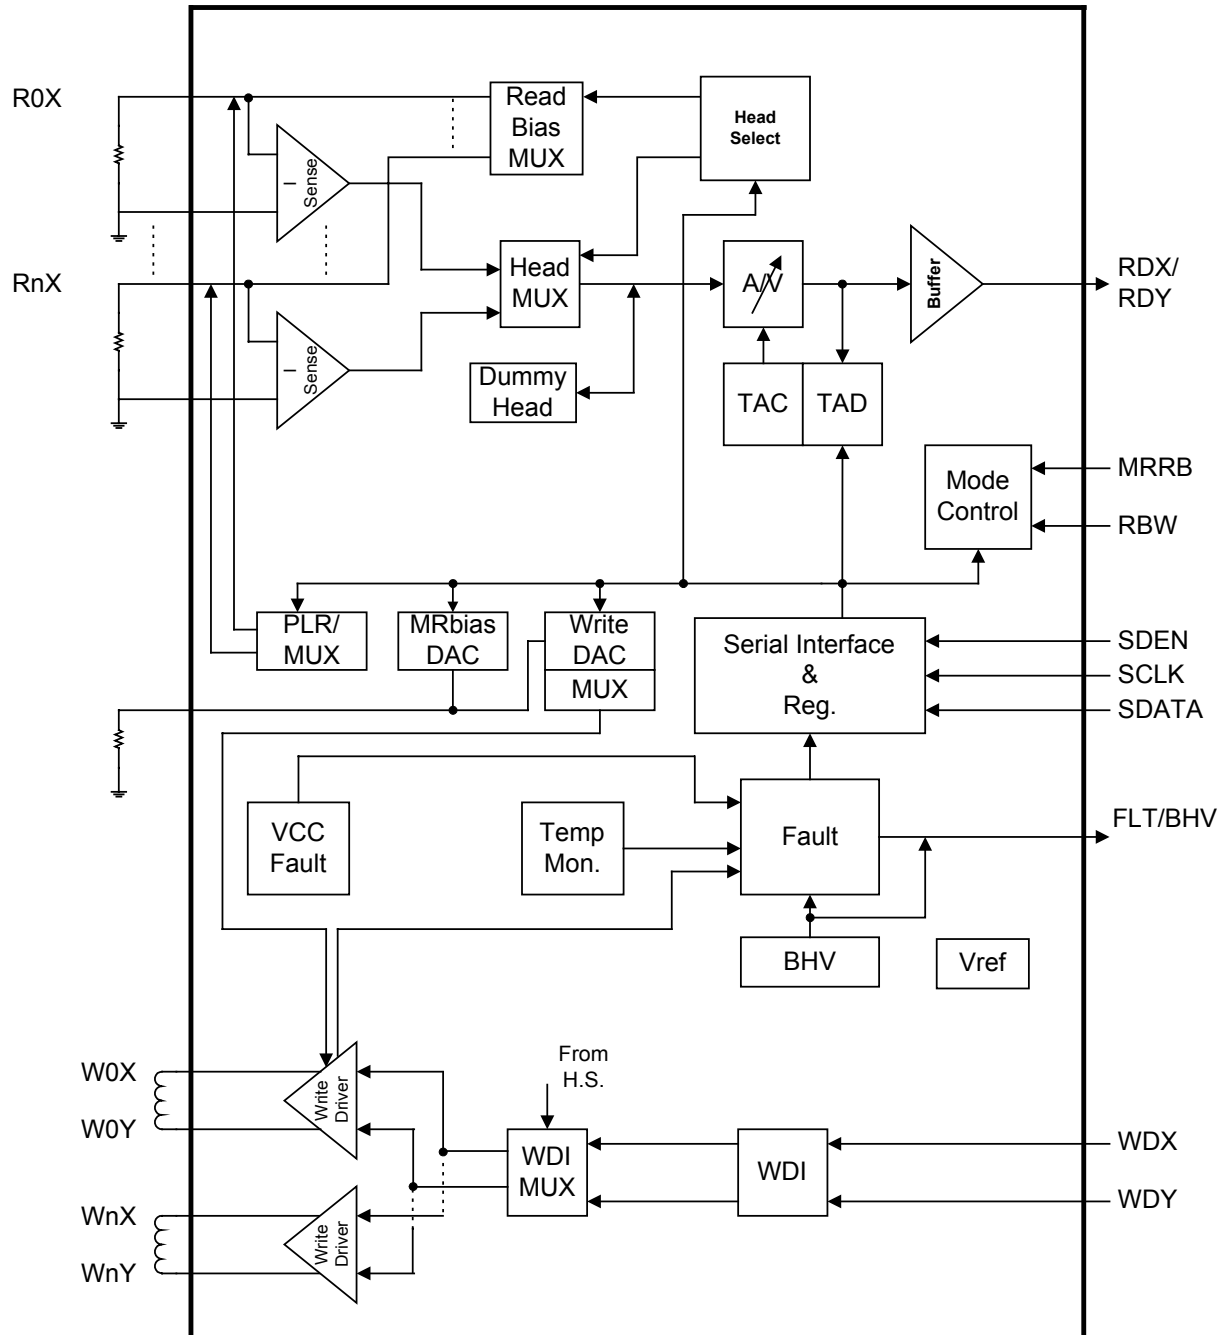 R0X
Read
Bias
MUX
Head
Select
I
Sense
RnX
Head
MUX
A/V
Buffer
RDX/
RDY
I
Sense
Dummy
Head
TAC
TAD
Mode
Control
MRRB
RBW
PLR/
MUX
MRbias
DAC
Write
DAC
MUX
Serial Interface
&
Reg.
SDEN
SCLK
SDATA
VCC
Fault
Temp
Mon.
Fault
FLT/BHV
BHV
Vref
From
H.S.
W0X
W0Y
Write
Driver
WDI
MUX
WDI
WDX
WDY
WnX
WnY
Write
Driver